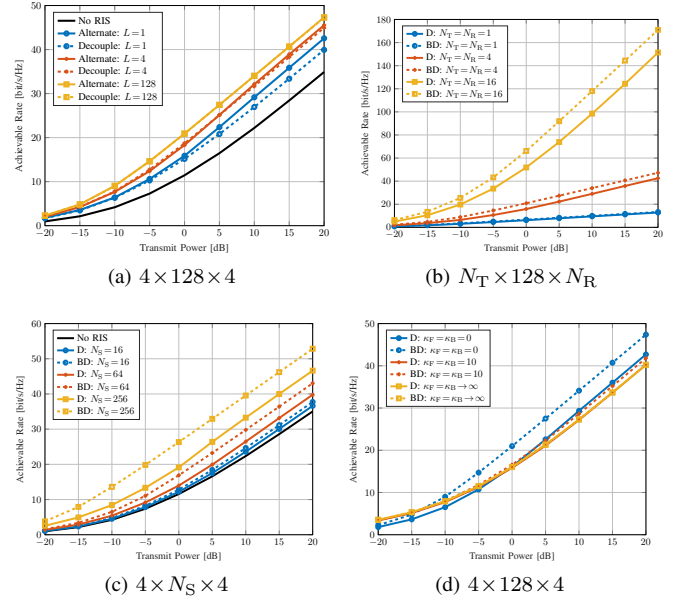 50
40
30
20
10
0
−20
−15
−10
−5
0
5
10
15
20
Achievable Rate [bit/s/Hz]
Transmit Power [dB]
No RIS
Alternate: L=1
Decouple: L=1
Alternate: L=4
Decouple: L=4
Alternate: L=128
Decouple: L=128
(a) 4×128×4
180
160
140
120
100
80
60
40
20
0
−20
−15
−10
−5
0
5
10
15
20
Achievable Rate [bit/s/Hz]
Transmit Power [dB]
D: N_T=N_R=1
BD: N_T=N_R=1
D: N_T=N_R=4
BD: N_T=N_R=4
D: N_T=N_R=16
BD: N_T=N_R=16
(b) N_T×128×N_R
60
50
40
30
20
10
0
−20
−15
−10
−5
0
5
10
15
20
Achievable Rate [bit/s/Hz]
Transmit Power [dB]
No RIS
D: N_S=16
BD: N_S=16
D: N_S=64
BD: N_S=64
D: N_S=256
BD: N_S=256
(c) 4×N_S×4
50
40
30
20
10
0
−20
−15
−10
−5
0
5
10
15
20
Achievable Rate [bit/s/Hz]
Transmit Power [dB]
D: κ_F=κ_B=0
BD: κ_F=κ_B=0
D: κ_F=κ_B=10
BD: κ_F=κ_B=10
D: κ_F=κ_B→∞
BD: κ_F=κ_B→∞
(d) 4×128×4